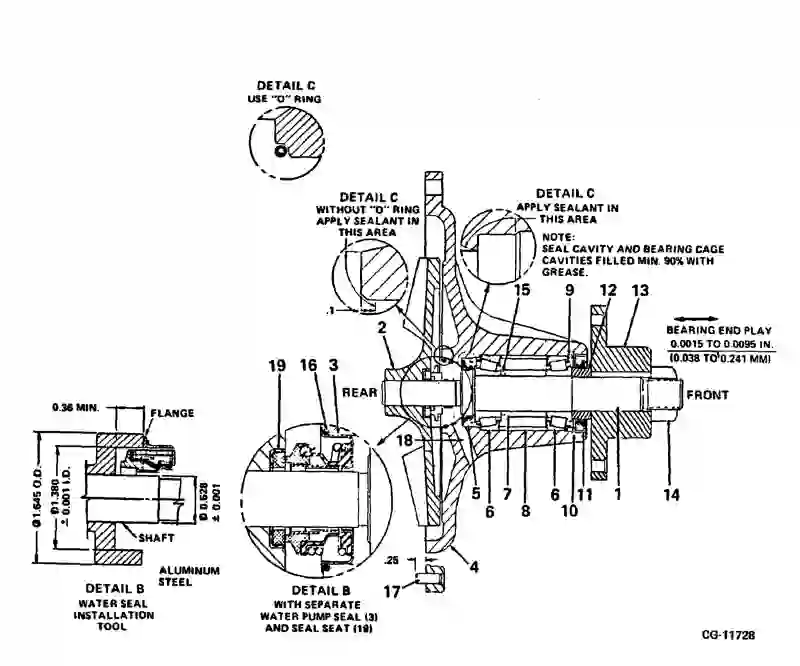 DETAIL C
USE "O" RING
DETAIL C
WITHOUT "O" RING
APPLY SEALANT IN
THIS AREA
DETAIL C
APPLY SEALANT IN
THIS AREA
NOTE:
SEAL CAVITY AND BEARING CAGE
CAVITIES FILLED MIN. 90% WITH
GREASE.
.1
2
15
9
12
13
BEARING END PLAY
0.0015 TO 0.0095 IN.
(0.038 TO 0.241 MM)
19
16
3
REAR
FRONT
0.36 MIN.
FLANGE
18
5
6
7
8
6
10
11
1
14
Ø1.645 O.D.
Ø1.380
± 0.001 I.D.
Ø 0.628
± 0.001
SHAFT
ALUMINUM
STEEL
DETAIL B
WATER SEAL
INSTALLATION
TOOL
DETAIL B
WITH SEPARATE
WATER PUMP SEAL (3)
AND SEAL SEAT (19)
.25
17
4
CG-11728